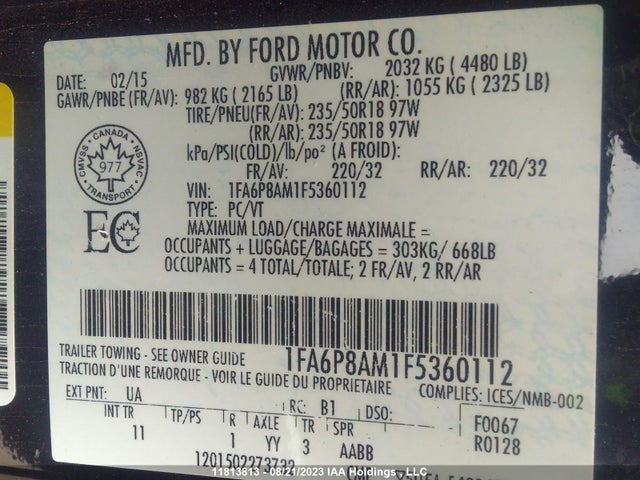 MFD. BY FORD MOTOR CO.
DATE: 02/15 GVWR/PNBV: 2032 KG ( 4480 LB)
GAWR/PNBE (FR/AV): 982 KG ( 2165 LB) (RR/AR): 1055 KG ( 2325 LB)
TIRE/PNEU(FR/AV): 235/50R18 97W
(RR/AR): 235/50R18 97W
kPa/PSI(COLD)/lb/po² (A FROID):
FR/AV: 220/32 RR/AR: 220/32
CMVSS CANADA NSVAC
977
TRANSPORT
VIN: 1FA6P8AM1F5360112
TYPE: PC/VT
EC
MAXIMUM LOAD/CHARGE MAXIMALE =
OCCUPANTS + LUGGAGE/BAGAGES = 303KG/ 668LB
OCCUPANTS = 4 TOTAL/TOTALE; 2 FR/AV, 2 RR/AR
TRAILER TOWING - SEE OWNER GUIDE 1FA6P8AM1F5360112
TRACTION D'UNE REMORQUE - VOIR LE GUIDE DU PROPRIETAIRE COMPLIES: ICES/NMB-002
EXT PNT: UA RC: B1 DSO: F0067
INT TR TP/PS R AXLE TR SPR R0128
11 1 YY 3 AABB
1201502273732
11813813 - 08/21/2023 IAA Holdings, LLC